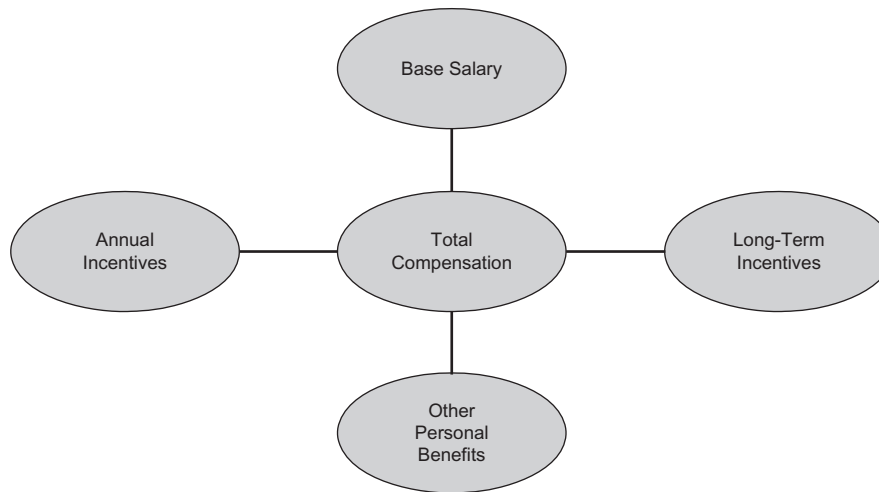 Base Salary
Annual
Incentives
Total
Compensation
Long-Term
Incentives
Other
Personal
Benefits